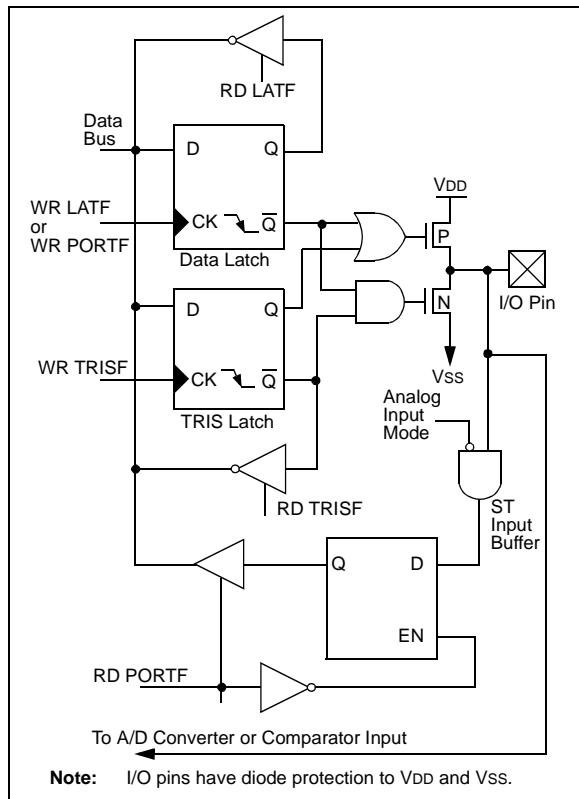 RD LATF
Data
Bus
D Q
WR LATF
or
WR PORTF
CK Q
Data Latch
VDD
P
I/O Pin
N
VSS
D Q
WR TRISF
CK Q
TRIS Latch
Analog
Input
Mode
RD TRISF
ST
Input
Buffer
Q D
EN
RD PORTF
To A/D Converter or Comparator Input
Note: I/O pins have diode protection to VDD and VSS.